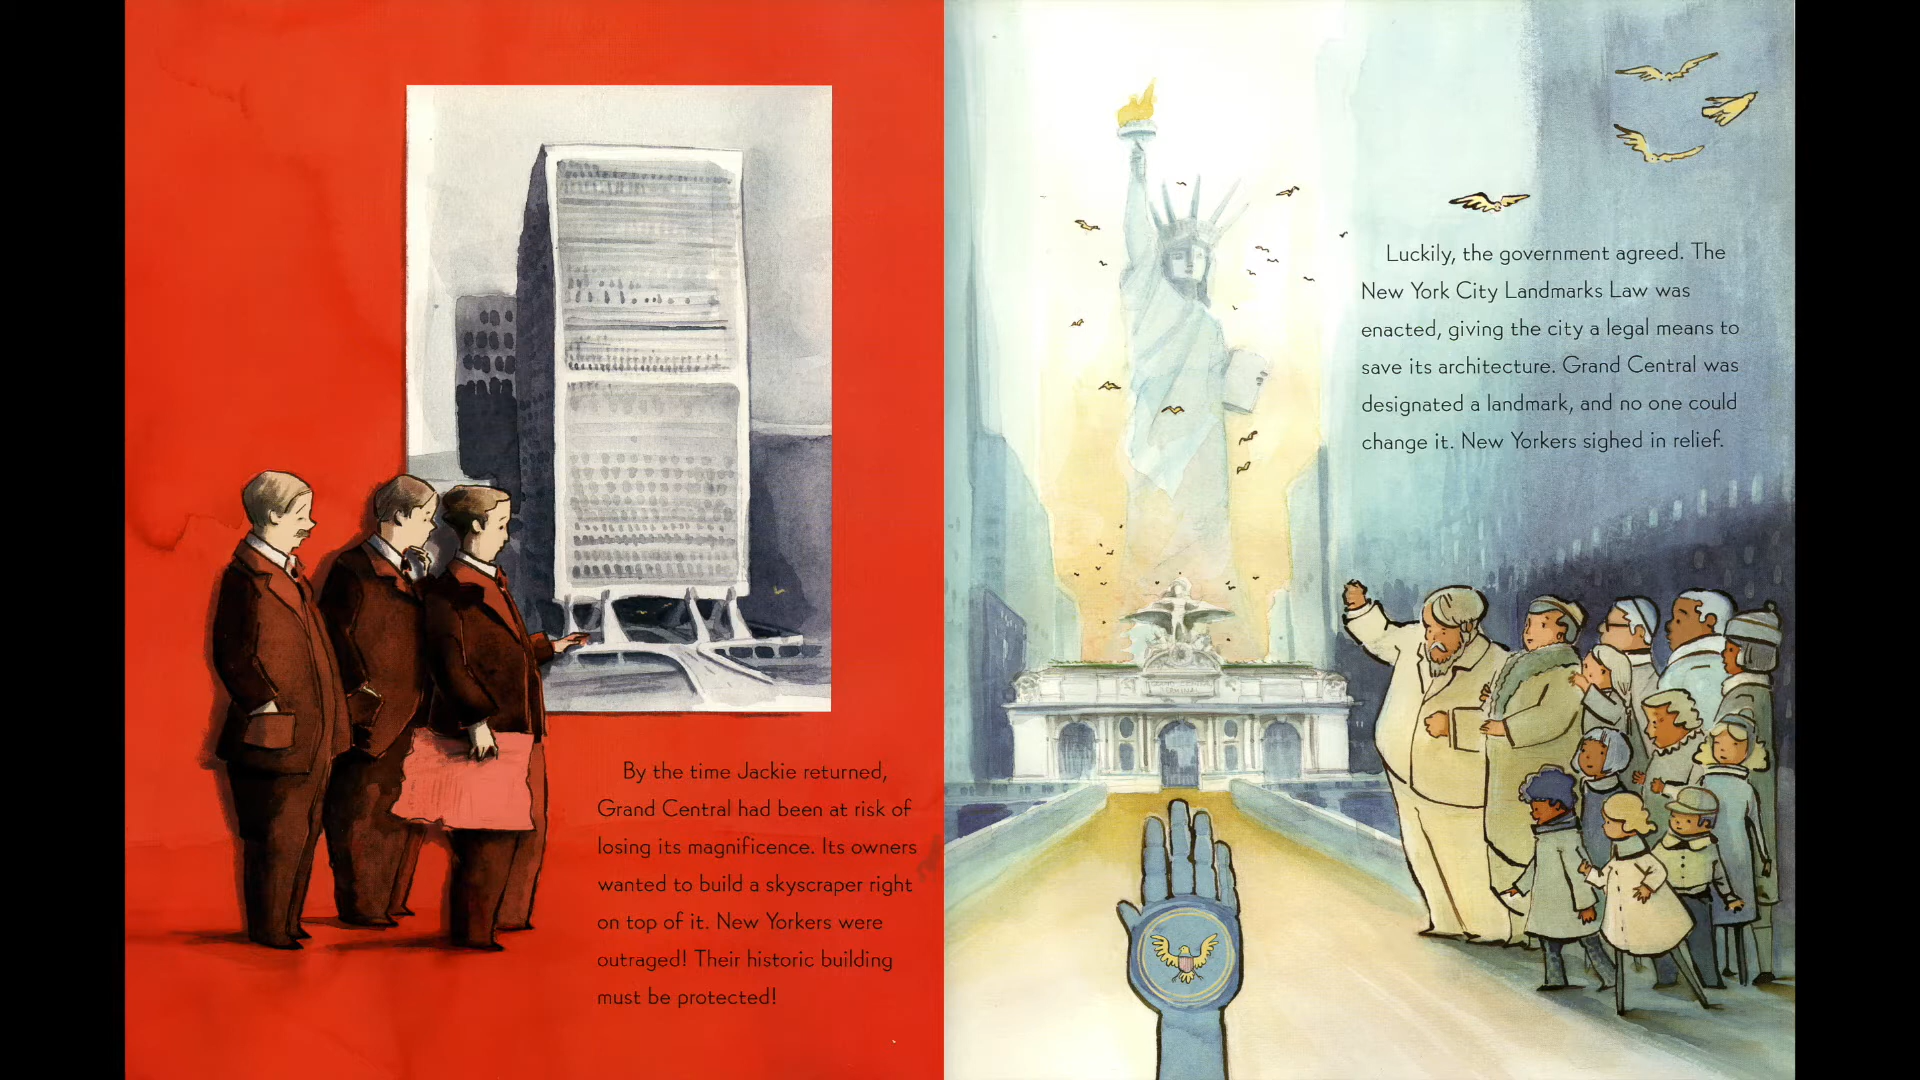 By the time Jackie returned,
Grand Central had been at risk of
losing its magnificence. Its owners
wanted to build a skyscraper right
on top of it. New Yorkers were
outraged! Their historic building
must be protected!
Luckily, the government agreed. The
New York City Landmarks Law was
enacted, giving the city a legal means to
save its architecture. Grand Central was
designated a landmark, and no one could
change it. New Yorkers sighed in relief.